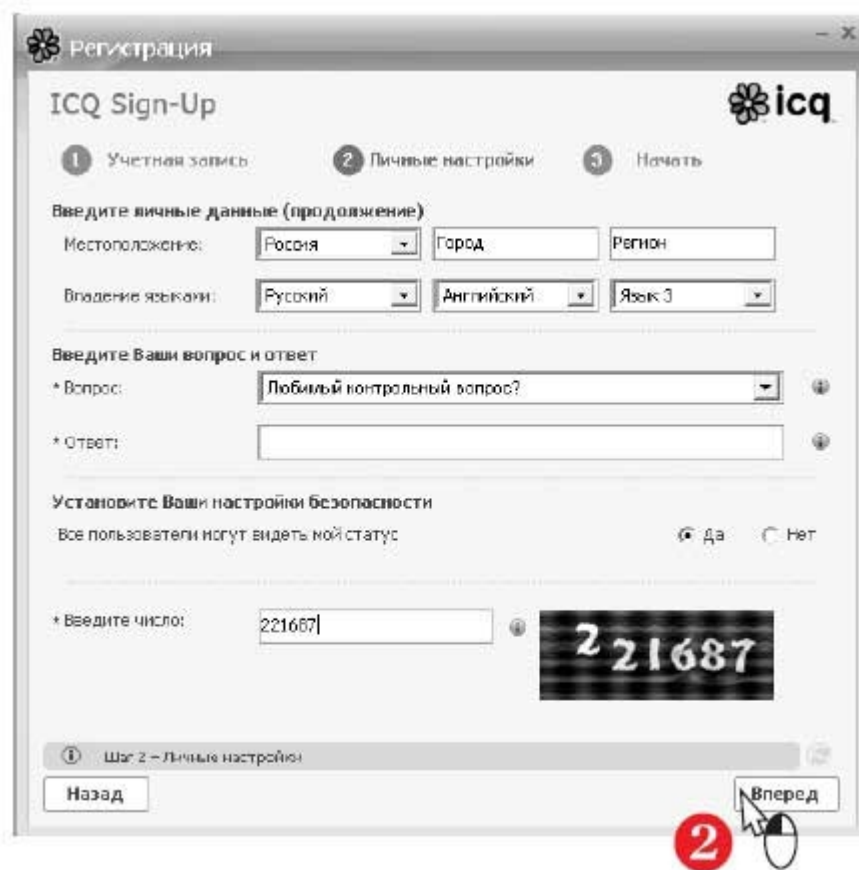 Регистрация
ICQ Sign-Up
icq
1 Учетная запись 2 Личные настройки 3 Начать
Введите личные данные (продолжение)
Местоположение: Россия Город Регион
Владение языками: Русский Английский Язык 3
Введите Ваши вопрос и ответ
* Вопрос: Любимый контрольный вопрос?
* Ответ:
Установите Ваши настройки безопасности
Все пользователи могут видеть мой статус Да Нет
* Введите число: 221687 221687
Шаг 2 – Личные настройки
Назад Вперед
2